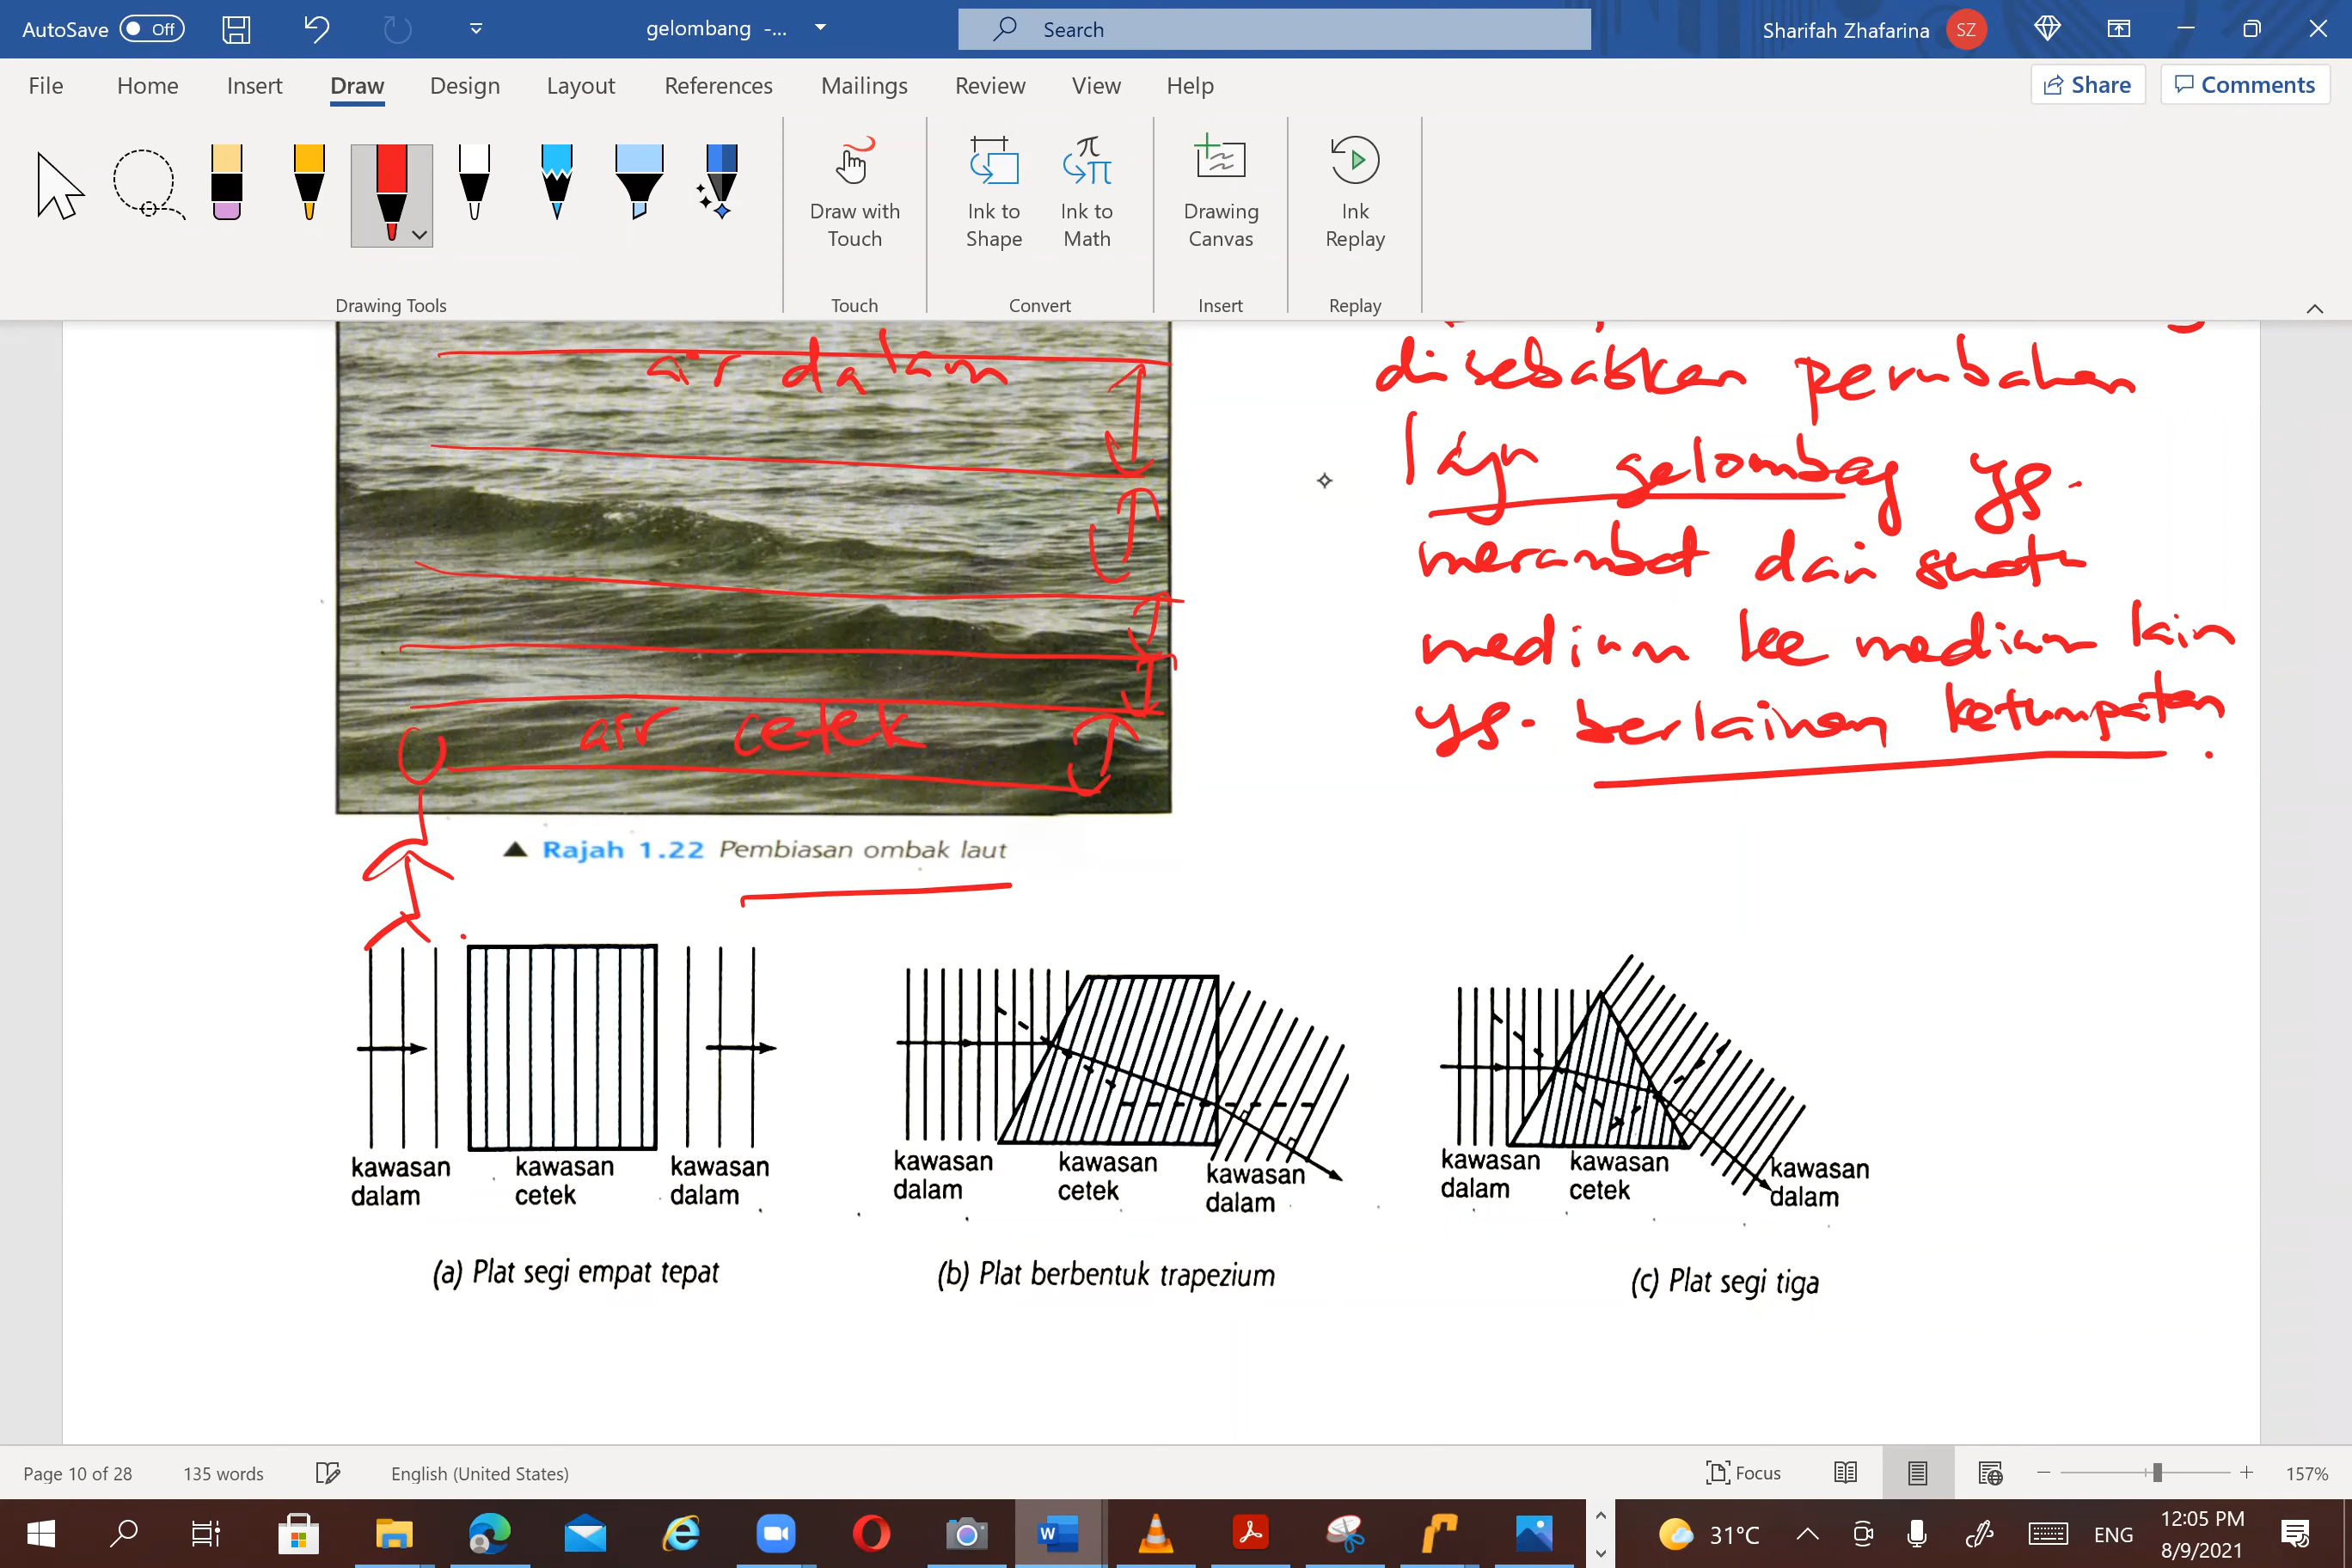 AutoSave Off
gelombang -...
Search
Sharifah Zhafarina SZ
File Home Insert Draw Design Layout References Mailings Review View Help
Share Comments
Draw with Touch
Ink to Shape
Ink to Math
Drawing Canvas
Ink Replay
Drawing Tools
Touch
Convert
Insert
Replay
air dalam
air cetek
disebabkan perubahan
laju gelombag yg.
merambat dari suatu
medium ke medium lain
yg. berlainan ketumpatan.
▲ Rajah 1.22 Pembiasan ombak laut
kawasan dalam
kawasan cetek
kawasan dalam
(a) Plat segi empat tepat
kawasan dalam
kawasan cetek
kawasan dalam
(b) Plat berbentuk trapezium
kawasan dalam
kawasan cetek
kawasan dalam
(c) Plat segi tiga
Page 10 of 28
135 words
English (United States)
Focus
157%
31°C
ENG
12:05 PM
8/9/2021